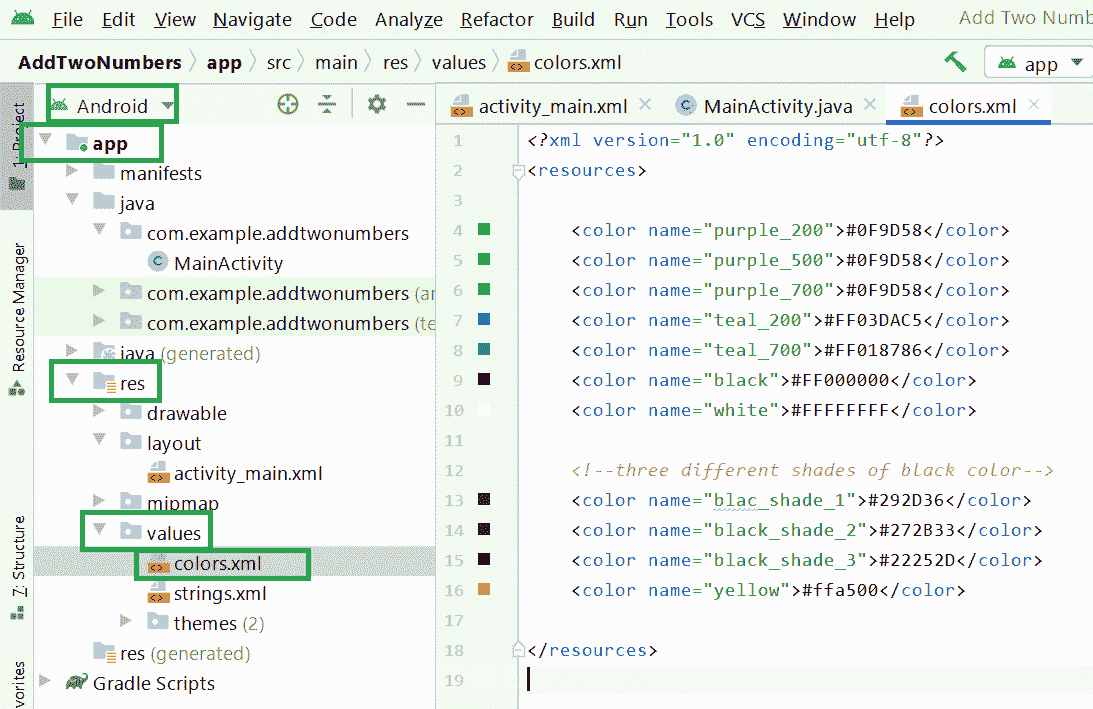 File Edit View Navigate Code Analyze Refactor Build Run Tools VCS Window Help Add Two Numb
AddTwoNumbers app src main res values colors.xml app
1: Project
Resource Manager
7: Structure
vorites
Android
app
manifests
java
com.example.addtwonumbers
MainActivity
com.example.addtwonumbers (ar
com.example.addtwonumbers (te
java (generated)
res
drawable
layout
activity_main.xml
mipmap
values
colors.xml
strings.xml
themes (2)
res (generated)
Gradle Scripts
activity_main.xml MainActivity.java colors.xml
1 <?xml version="1.0" encoding="utf-8"?>
2 <resources>
3
4 <color name="purple_200">#0F9D58</color>
5 <color name="purple_500">#0F9D58</color>
6 <color name="purple_700">#0F9D58</color>
7 <color name="teal_200">#FF03DAC5</color>
8 <color name="teal_700">#FF018786</color>
9 <color name="black">#FF000000</color>
10 <color name="white">#FFFFFFFF</color>
11
12 <!--three different shades of black color-->
13 <color name="blac_shade_1">#292D36</color>
14 <color name="black_shade_2">#272B33</color>
15 <color name="black_shade_3">#22252D</color>
16 <color name="yellow">#ffa500</color>
17
18 </resources>
19